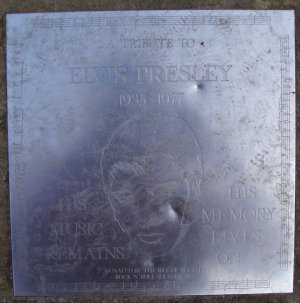 TRIBUTE TO
ELVIS PRESLEY
1935-1977
HIS
MUSIC
REMAINS
HIS
MEMORY
LIVES
ON
DONATED BY THE ISLE OF WIGHT
ROCK N ROLL SOCIETY